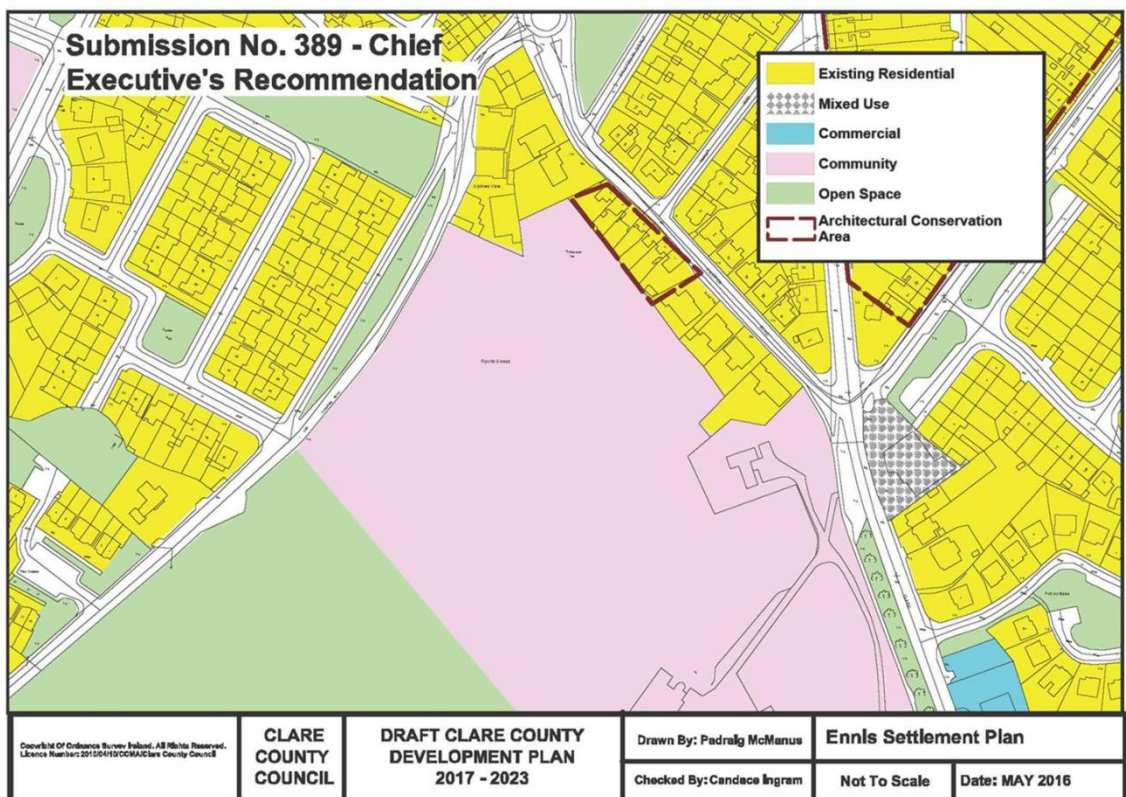 Submission No. 389 - Chief
Executive's Recommendation
Existing Residential
Mixed Use
Commercial
Community
Open Space
Architectural Conservation
Area
Copyright Of Ordnance Survey Ireland. All Rights Reserved.
Licence Number: 2015/04/10/CCMA/Clare County Council
CLARE
COUNTY
COUNCIL
DRAFT CLARE COUNTY
DEVELOPMENT PLAN
2017 - 2023
Drawn By: Padraig McManus
Checked By: Candace Ingram
Ennis Settlement Plan
Not To Scale
Date: MAY 2016